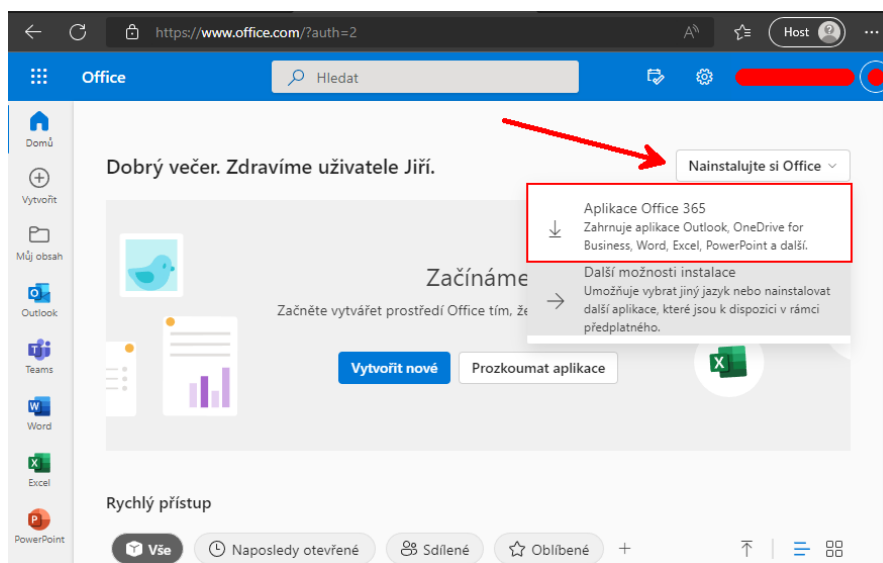 https://www.office.com/?auth=2
A
Host
Office
Hledat
Domů
Vytvořit
Můj obsah
Outlook
Teams
Word
Excel
PowerPoint
Dobrý večer. Zdravíme uživatele Jiří.
Nainstalujte si Office
Aplikace Office 365
Zahrnuje aplikace Outlook, OneDrive for
Business, Word, Excel, PowerPoint a další.
Další možnosti instalace
Umožňuje vybrat jiný jazyk nebo nainstalovat
další aplikace, které jsou k dispozici v rámci
předplatného.
Začínáme
Začněte vytvářet prostředí Office tím, že
Vytvořit nové
Prozkoumat aplikace
Rychlý přístup
Vše
Naposledy otevřené
Sdílené
Oblíbené